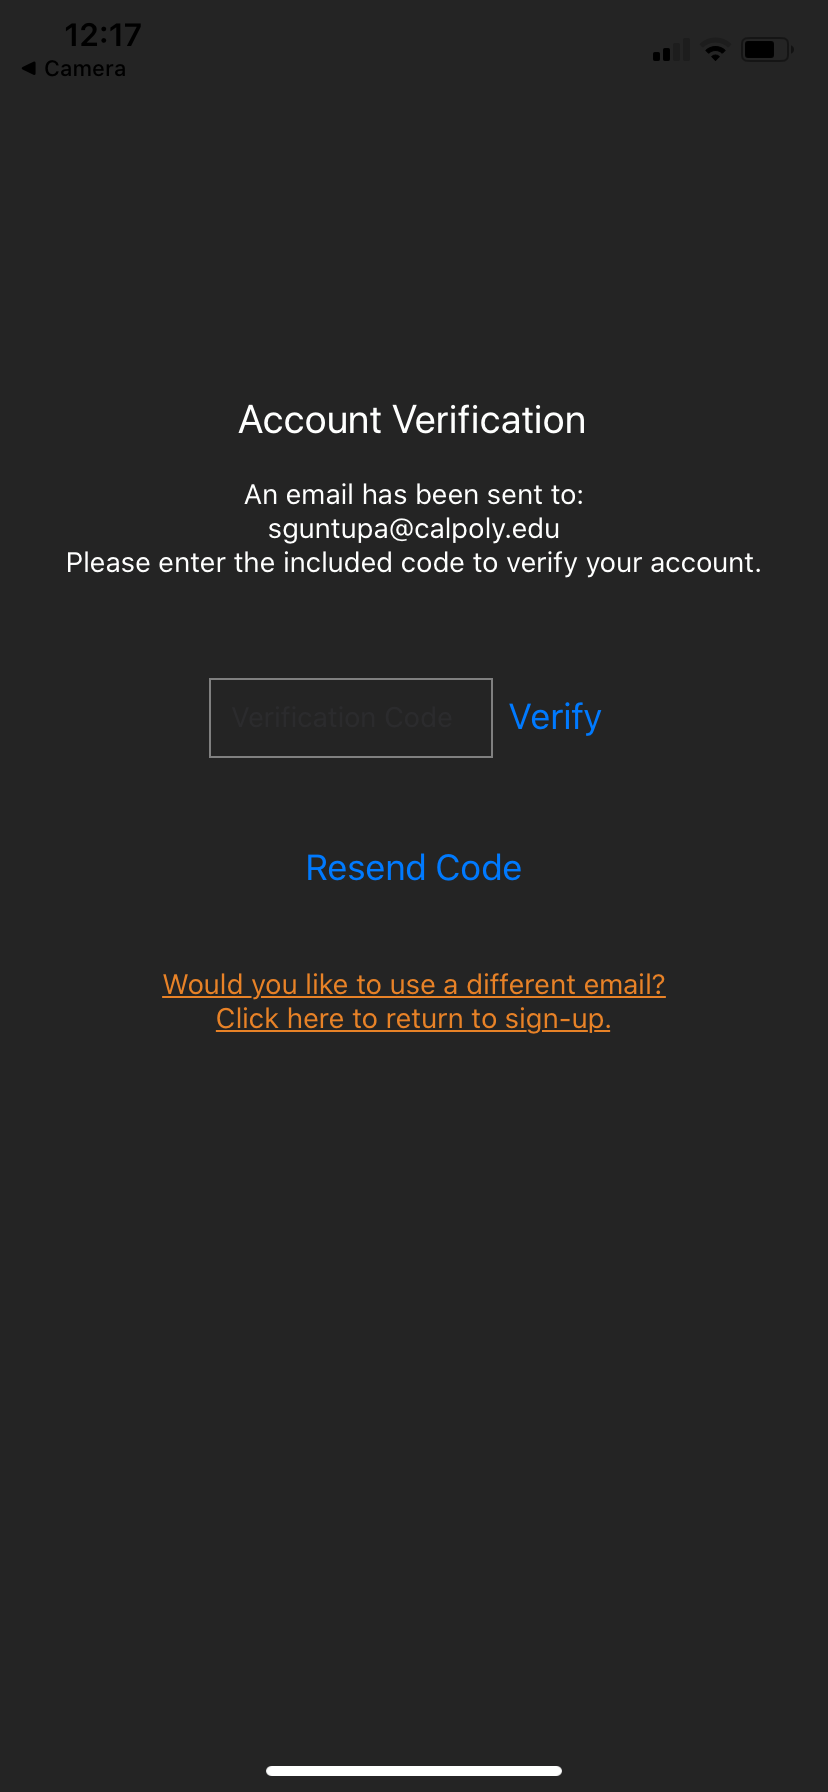 12:17
◀ Camera
Account Verification
An email has been sent to:
sguntupa@calpoly.edu
Please enter the included code to verify your account.
Verification Code
Verify
Resend Code
Would you like to use a different email?
Click here to return to sign-up.